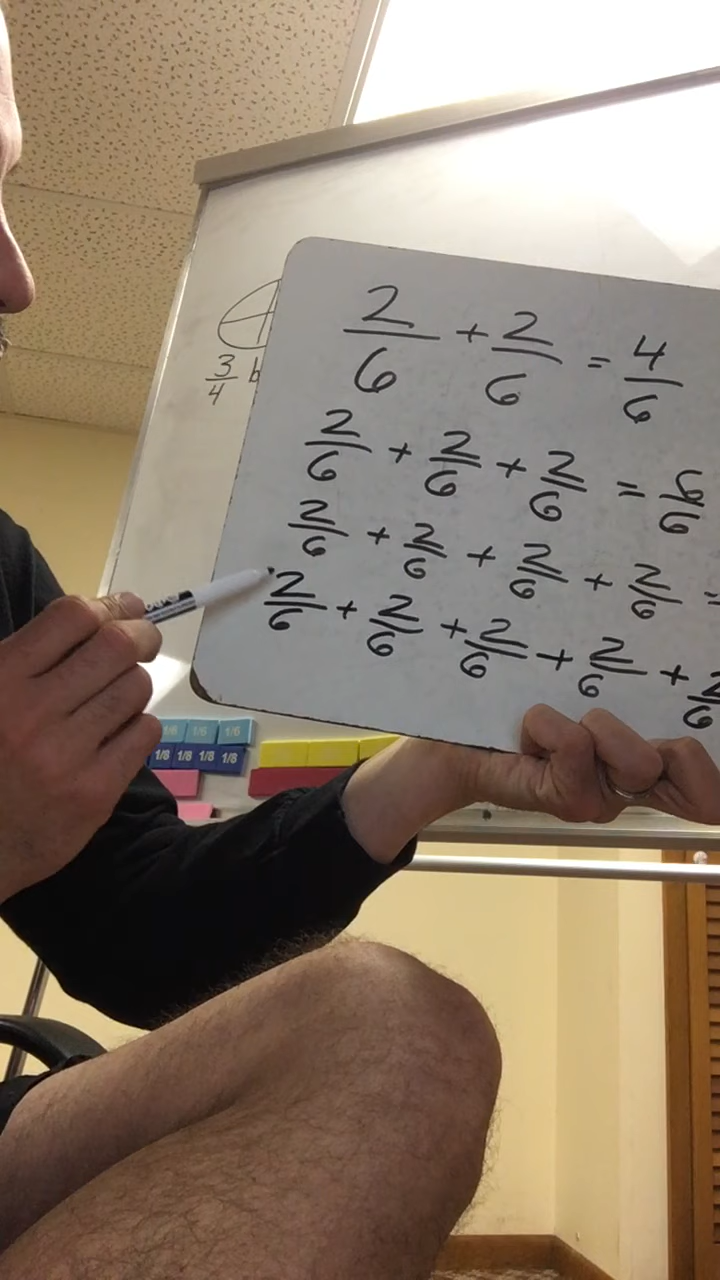 2/6 + 2/6 = 4/6
2/6 + 2/6 + 2/6 = 6/6
2/6 + 2/6 + 2/6 + 2/6 =
2/6 + 2/6 + 2/6 + 2/6 + 2/6
3/4 b
1/6 1/6 1/6
1/8 1/8 1/8 1/8